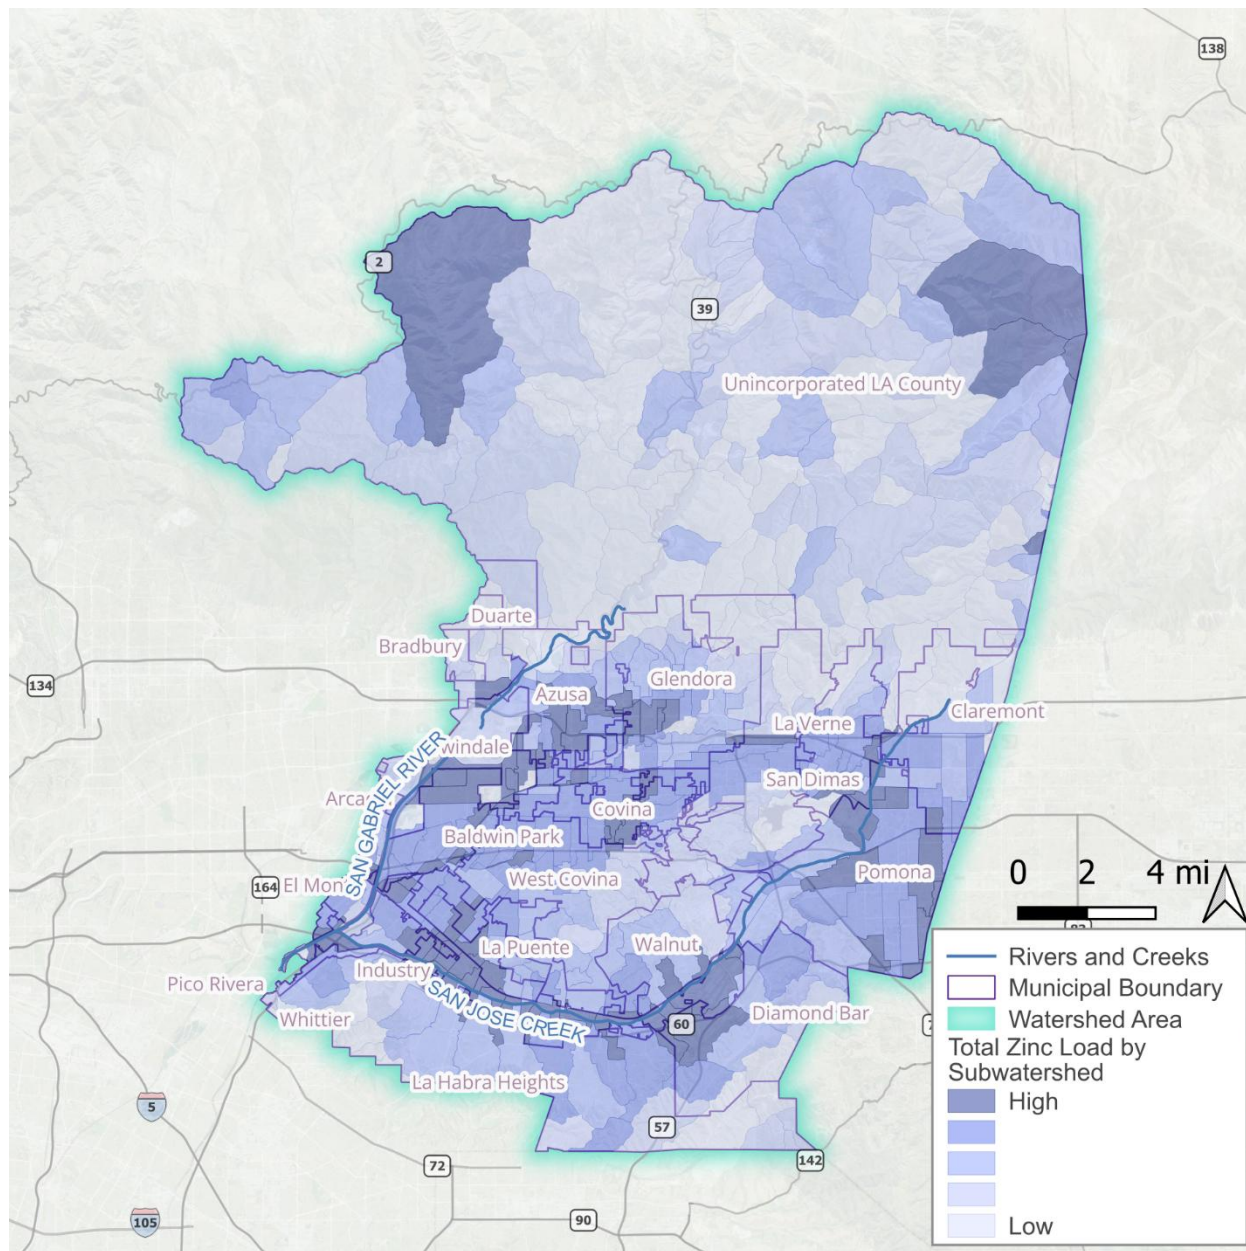 138
2
39
Unincorporated LA County
Duarte
Bradbury
134
Glendora
Azusa
Claremont
La Verne
windale
San Dimas
Arca
Covina
SAN GABRIEL RIVER
Baldwin Park
0 2 4 mi
Pomona
West Covina
164
El Mon
Walnut
La Puente
Rivers and Creeks
Industry
Pico Rivera
Municipal Boundary
SAN JOSE CREEK
Diamond Bar
Whittier
60
Watershed Area
Total Zinc Load by
Subwatershed
La Habra Heights
High
5
57
142
72
90
105
Low